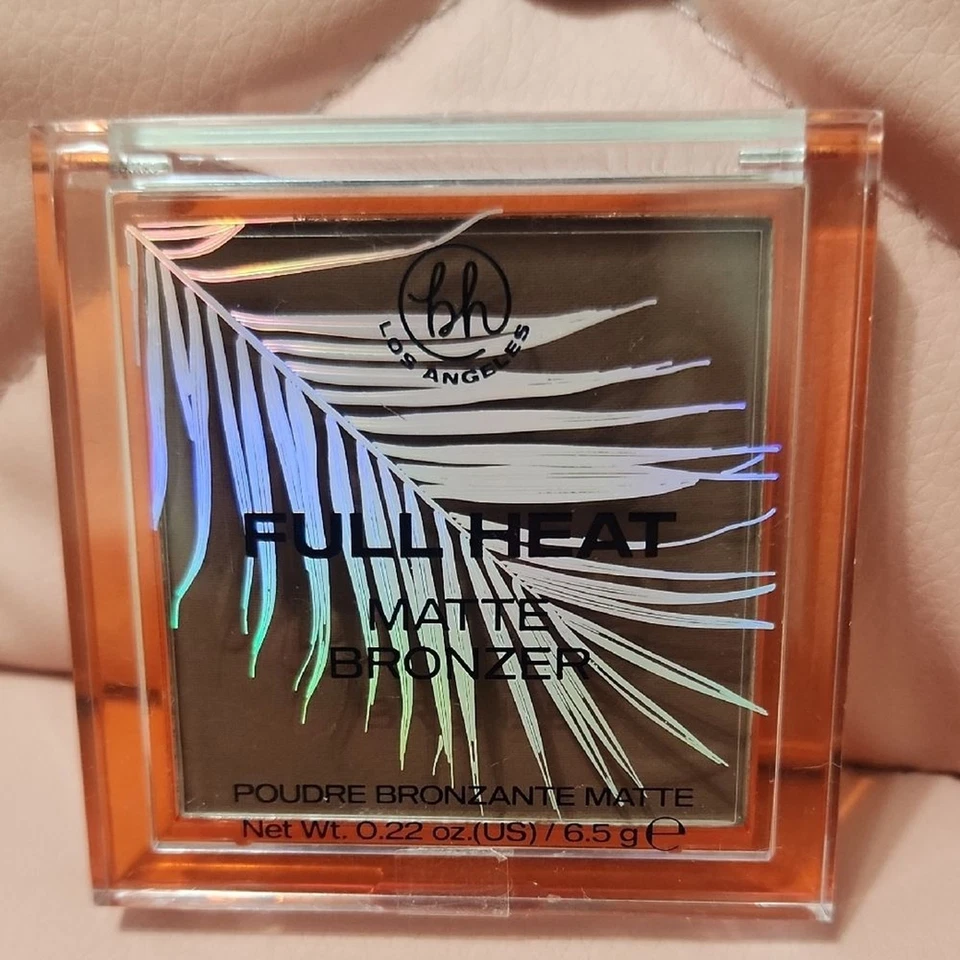 bh
LOS ANGELES
FULL HEAT
MATTE
BRONZER
POUDRE BRONZANTE MATTE
Net Wt. 0.22 oz.(US) / 6.5 g ℮